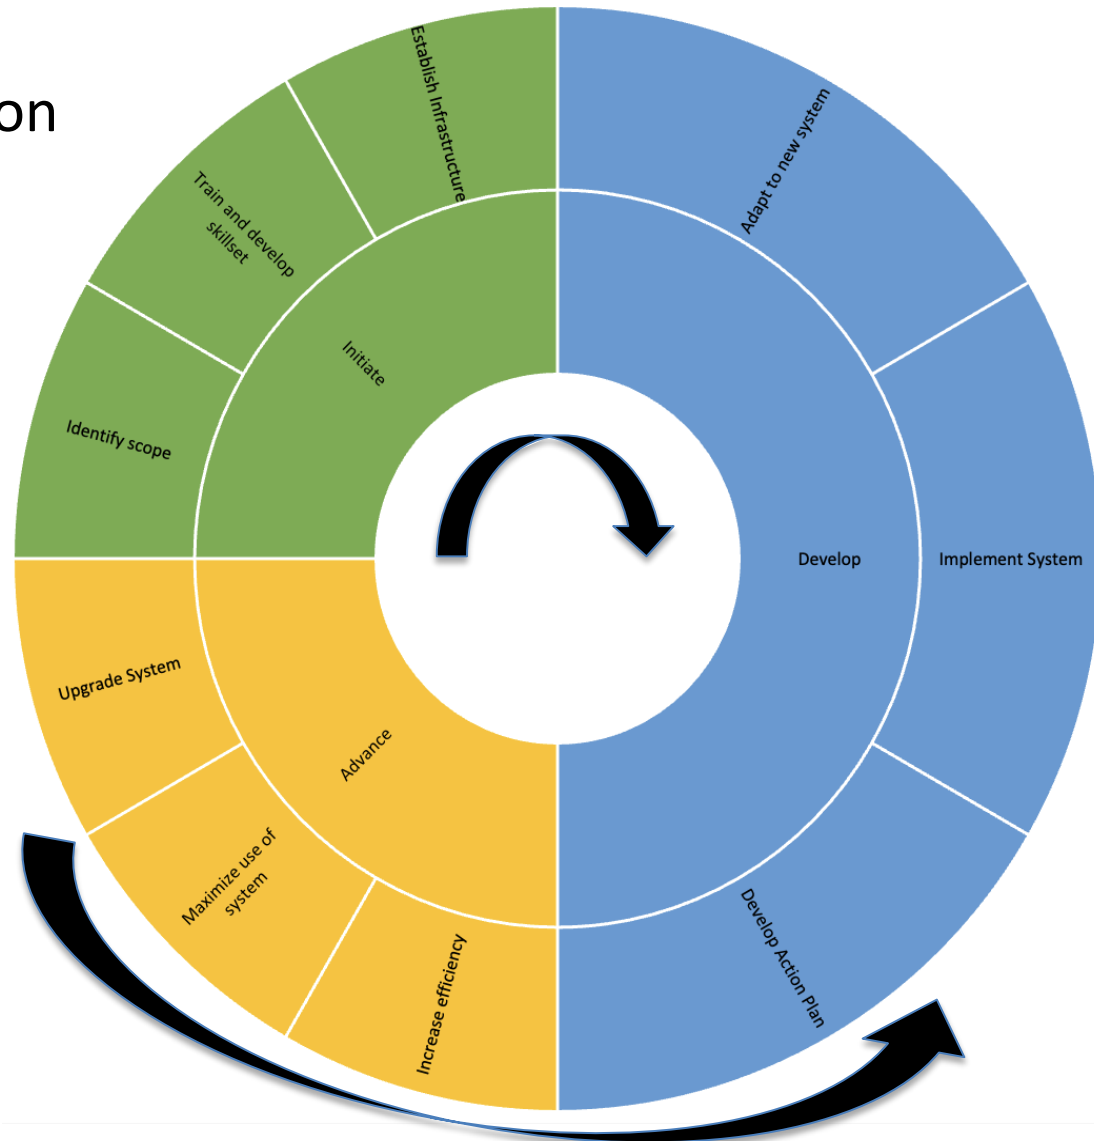 on
Establish Infrastructure
Train and develop
skillset
Identify scope
Initiate
Adapt to new system
Implement System
Develop
Develop Action Plan
Upgrade System
Maximize use of
system
Increase efficiency
Advance